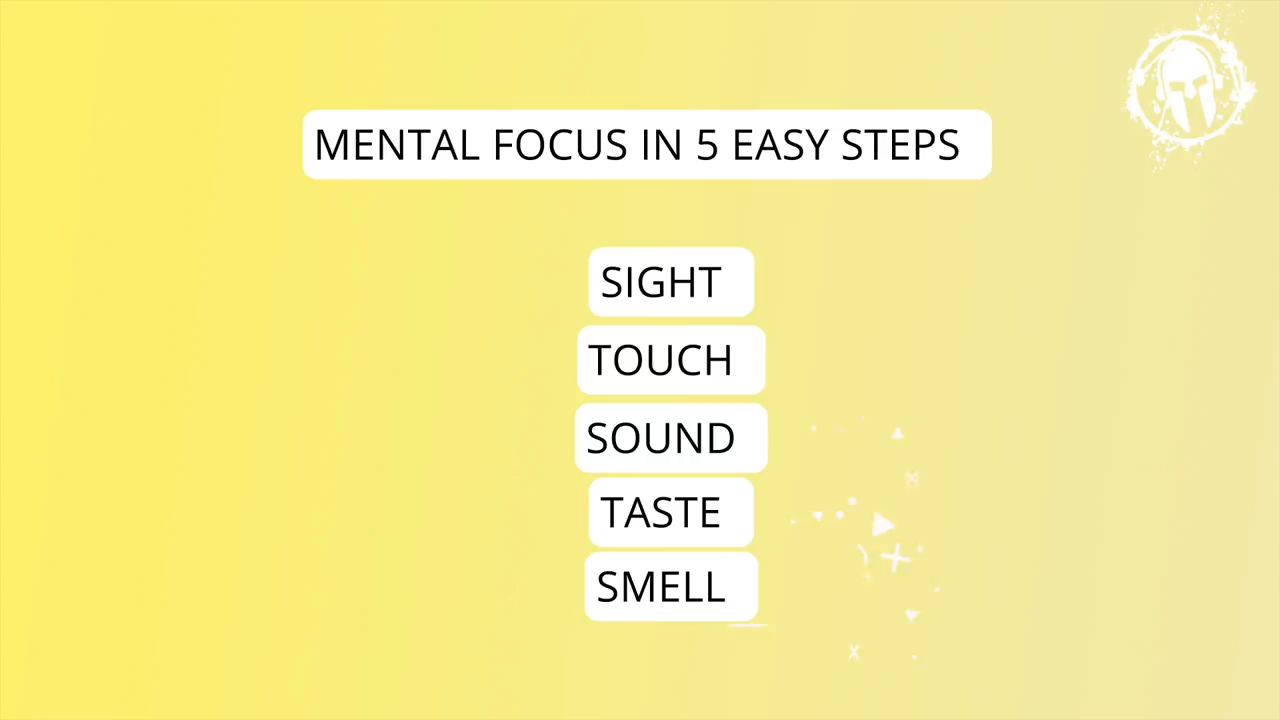 MENTAL FOCUS IN 5 EASY STEPS
SIGHT
TOUCH
SOUND
TASTE
SMELL